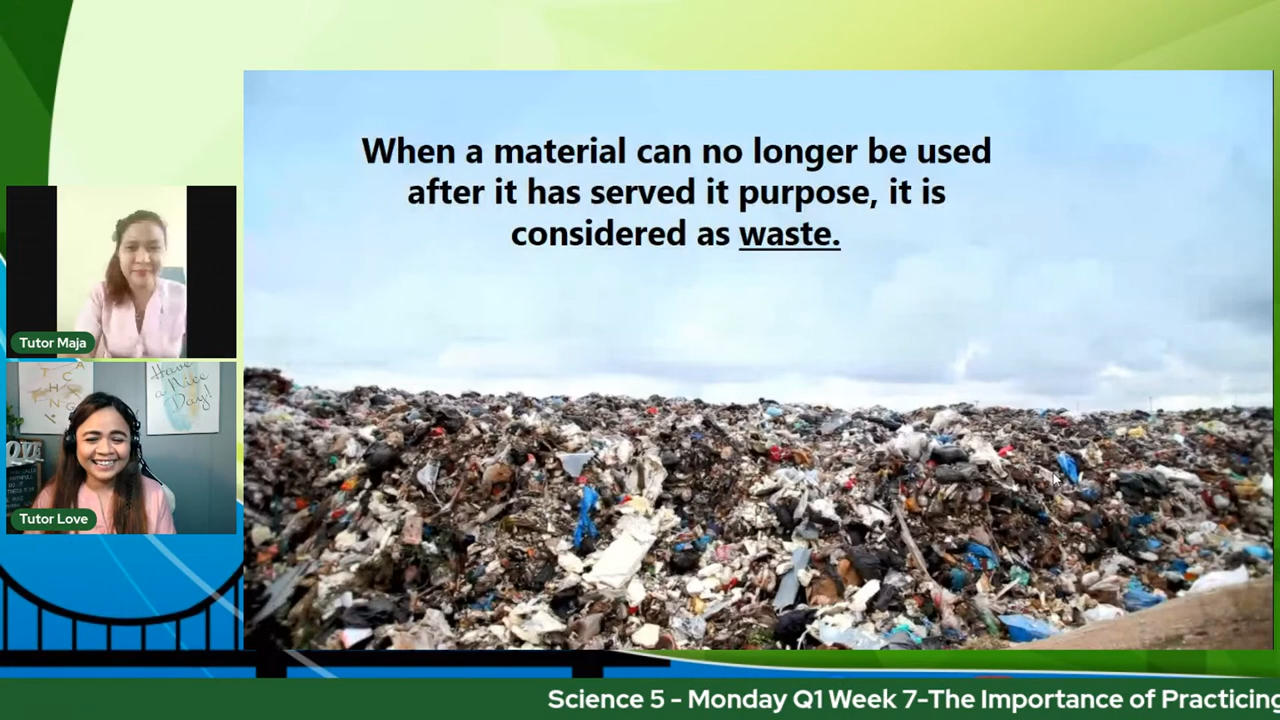 When a material can no longer be used
after it has served it purpose, it is
considered as waste.
Tutor Maja
Have
a Nice
Day!
Tutor Love
Science 5 - Monday Q1 Week 7-The Importance of Practicing